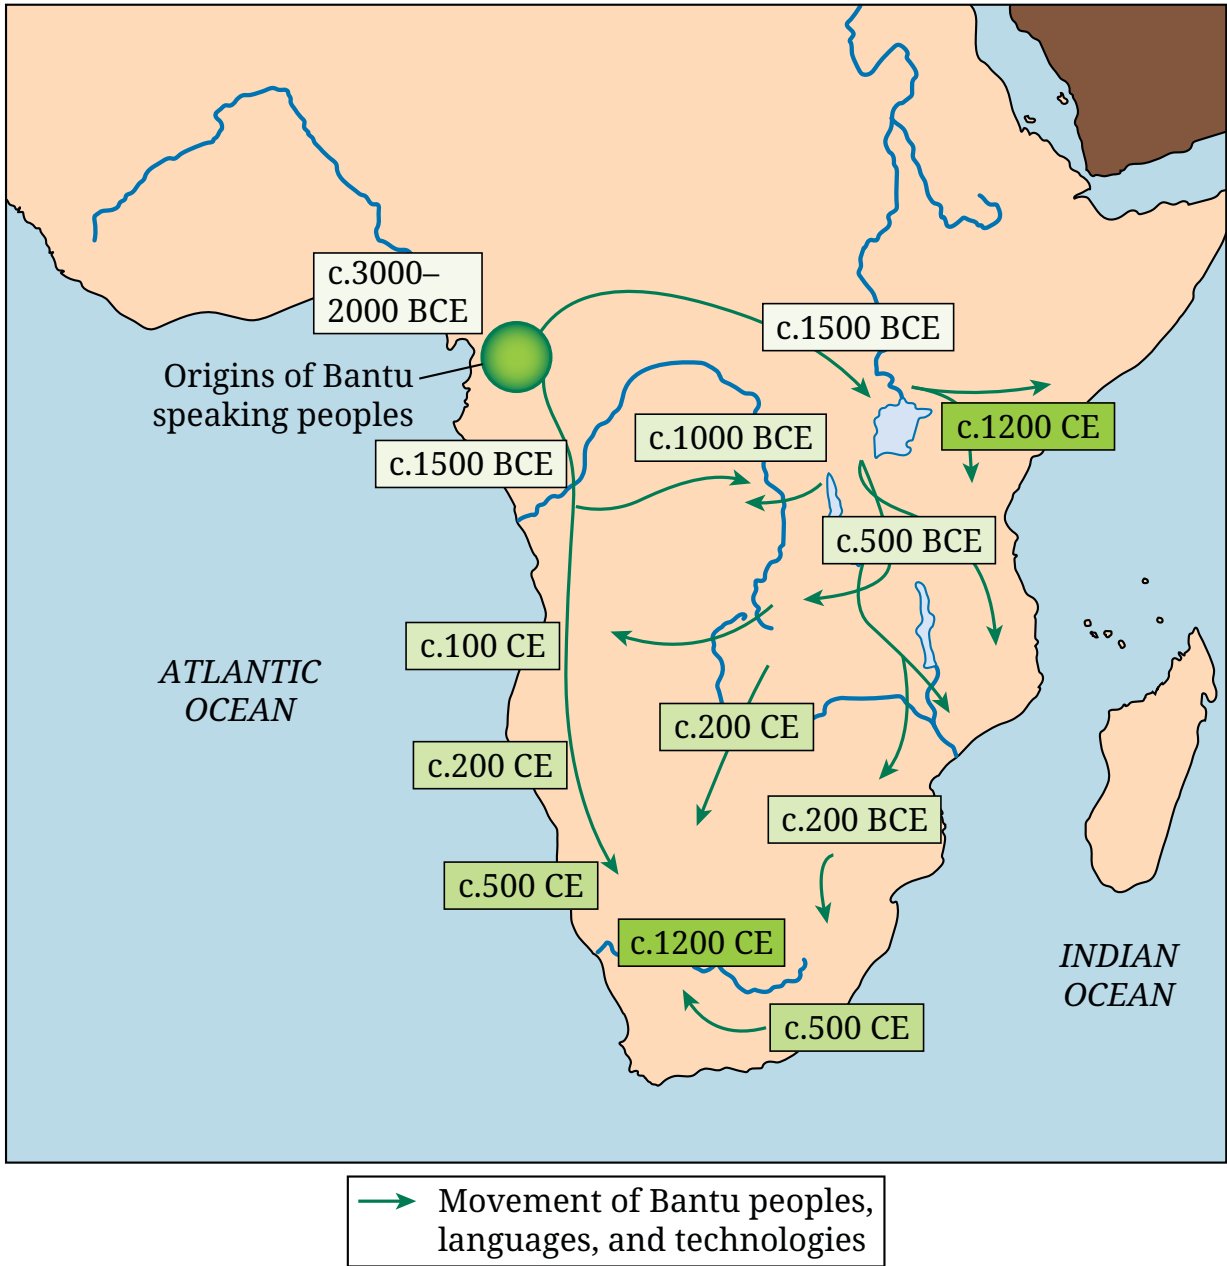 c.3000–
2000 BCE
c.1500 BCE
Origins of Bantu
speaking peoples
c.1200 CE
c.1000 BCE
c.1500 BCE
c.500 BCE
c.100 CE
ATLANTIC
OCEAN
c.200 CE
c.200 CE
c.200 BCE
c.500 CE
c.1200 CE
INDIAN
OCEAN
c.500 CE
Movement of Bantu peoples,
languages, and technologies